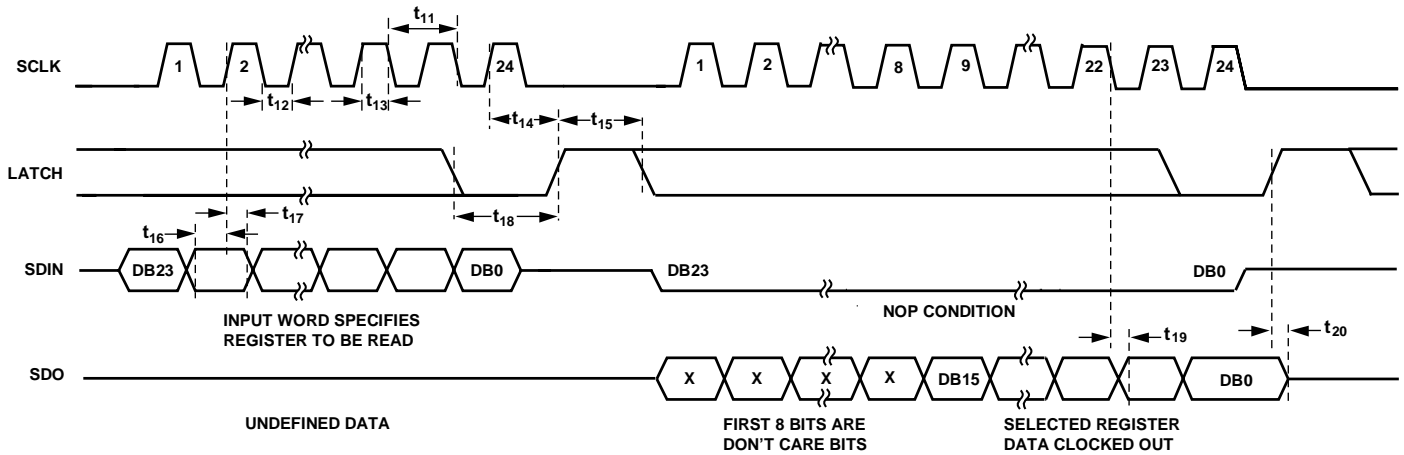 t11
SCLK
1
2
24
1
2
8
9
22
23
24
t12
t13
t14
t15
LATCH
t16
t17
t18
SDIN
DB23
DB0
DB23
DB0
NOP CONDITION
INPUT WORD SPECIFIES
REGISTER TO BE READ
t19
t20
SDO
X
X
X
X
DB15
DB0
UNDEFINED DATA
FIRST 8 BITS ARE
DON'T CARE BITS
SELECTED REGISTER
DATA CLOCKED OUT